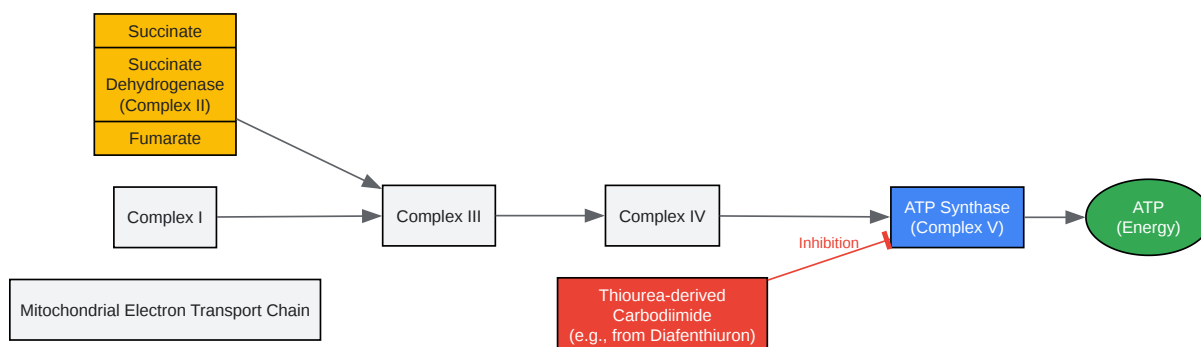 Succinate
Succinate
Dehydrogenase
(Complex II)
Fumarate
Complex I
Complex III
Complex IV
ATP Synthase
(Complex V)
ATP
(Energy)
Inhibition
Mitochondrial Electron Transport Chain
Thiourea-derived
Carbodiimide
(e.g., from Diafenthiuron)